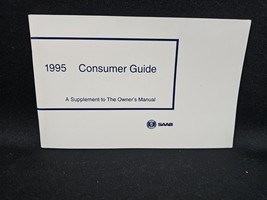 1995 Consumer Guide
A Supplement to The Owner's Manual
SAAB